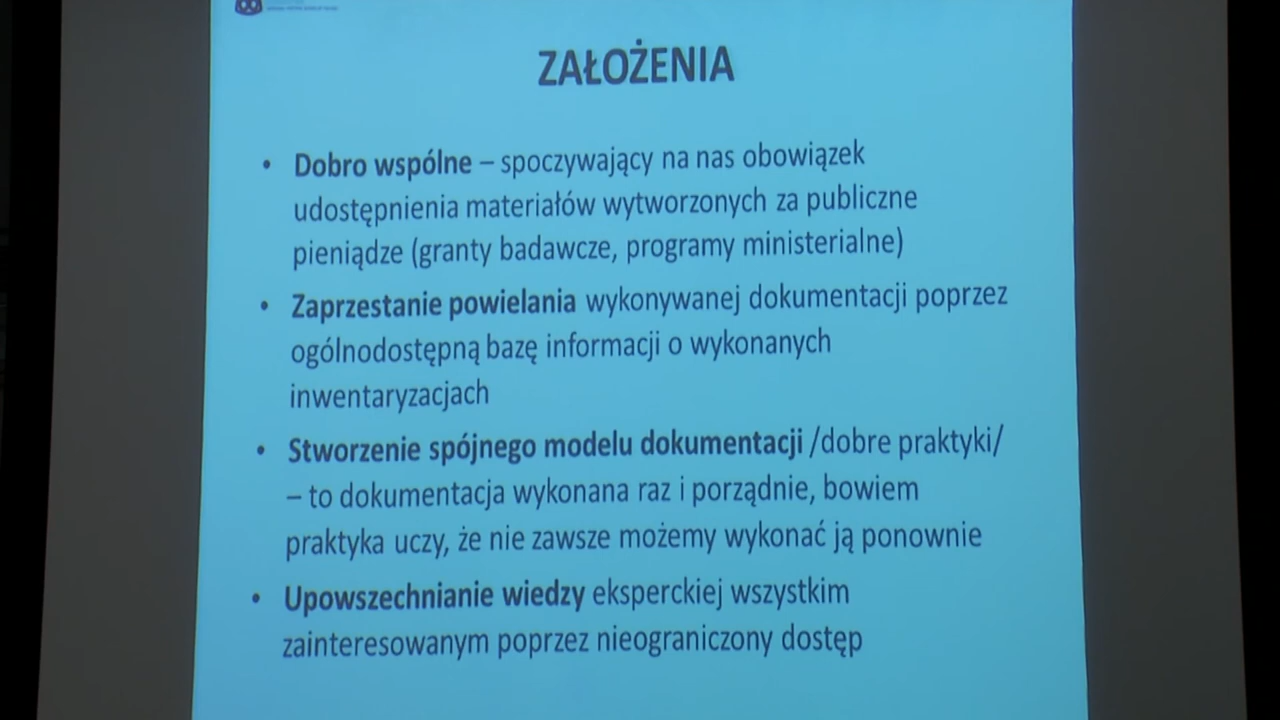 ZAŁOŻENIA
• Dobro wspólne – spoczywający na nas obowiązek
udostępnienia materiałów wytworzonych za publiczne
pieniądze (granty badawcze, programy ministerialne)
• Zaprzestanie powielania wykonywanej dokumentacji poprzez
ogólnodostępną bazę informacji o wykonanych
inwentaryzacjach
• Stworzenie spójnego modelu dokumentacji /dobre praktyki/
– to dokumentacja wykonana raz i porządnie, bowiem
praktyka uczy, że nie zawsze możemy wykonać ją ponownie
• Upowszechnianie wiedzy eksperckiej wszystkim
zainteresowanym poprzez nieograniczony dostęp